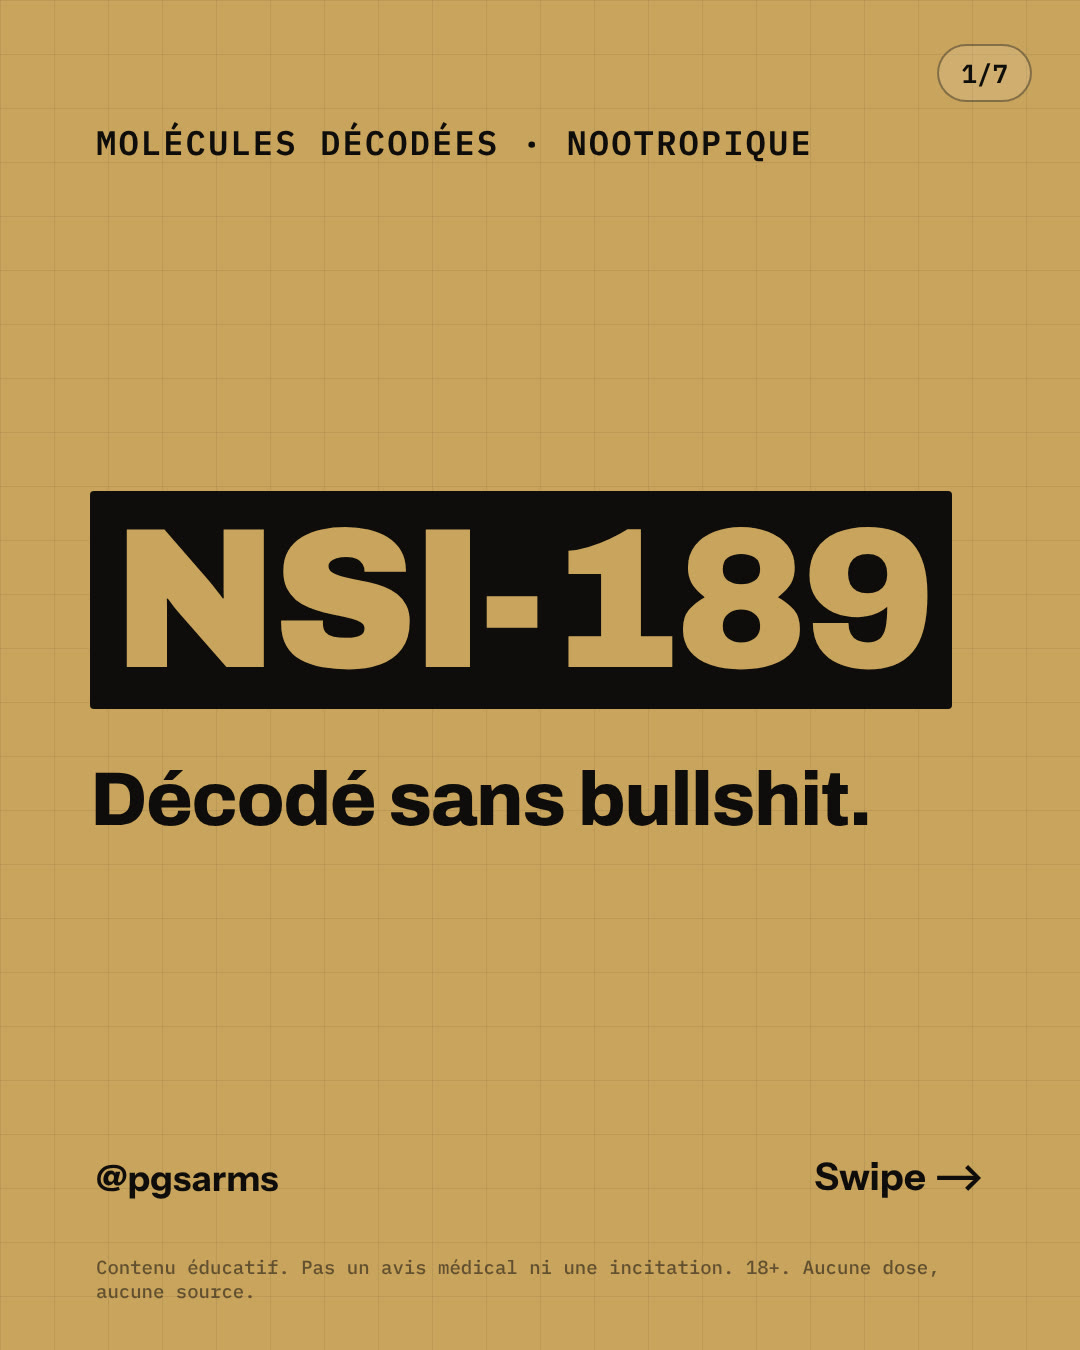 1/7
MOLÉCULES DÉCODÉES · NOOTROPIQUE
NSI-189
Décodé sans bullshit.
@pgsarms
Swipe →
Contenu éducatif. Pas un avis médical ni une incitation. 18+. Aucune dose,
aucune source.